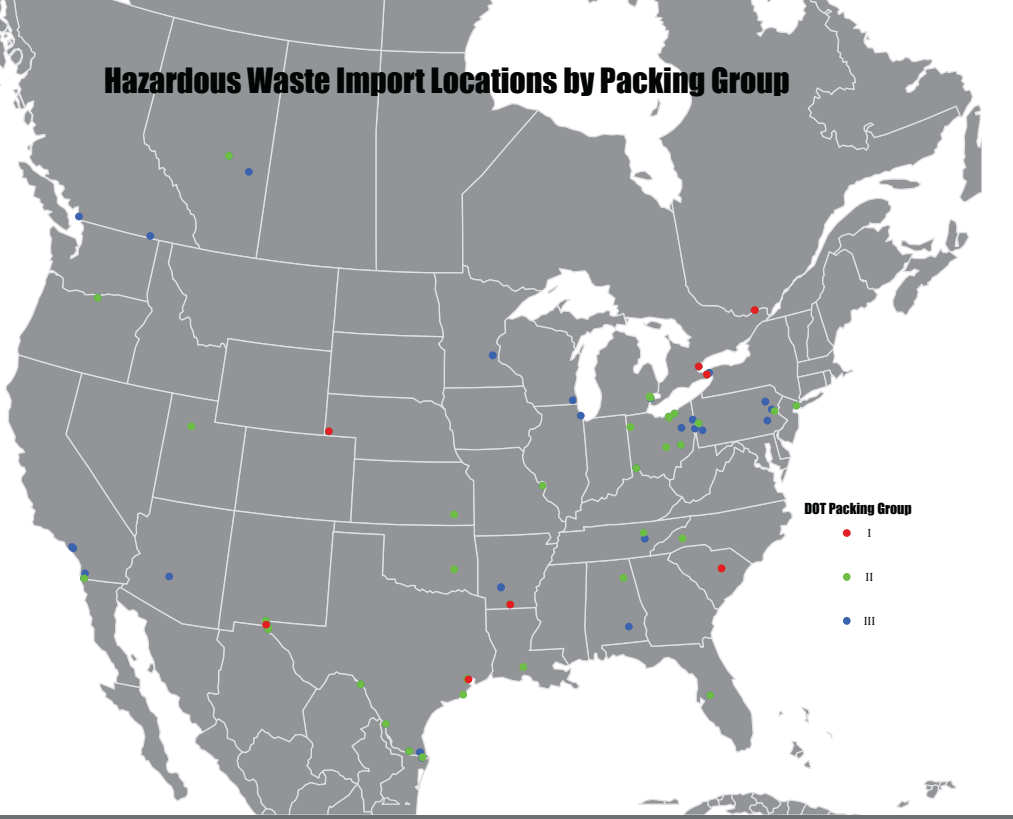 Hazardous Waste Import Locations by Packing Group
DOT Packing Group
I
II
III